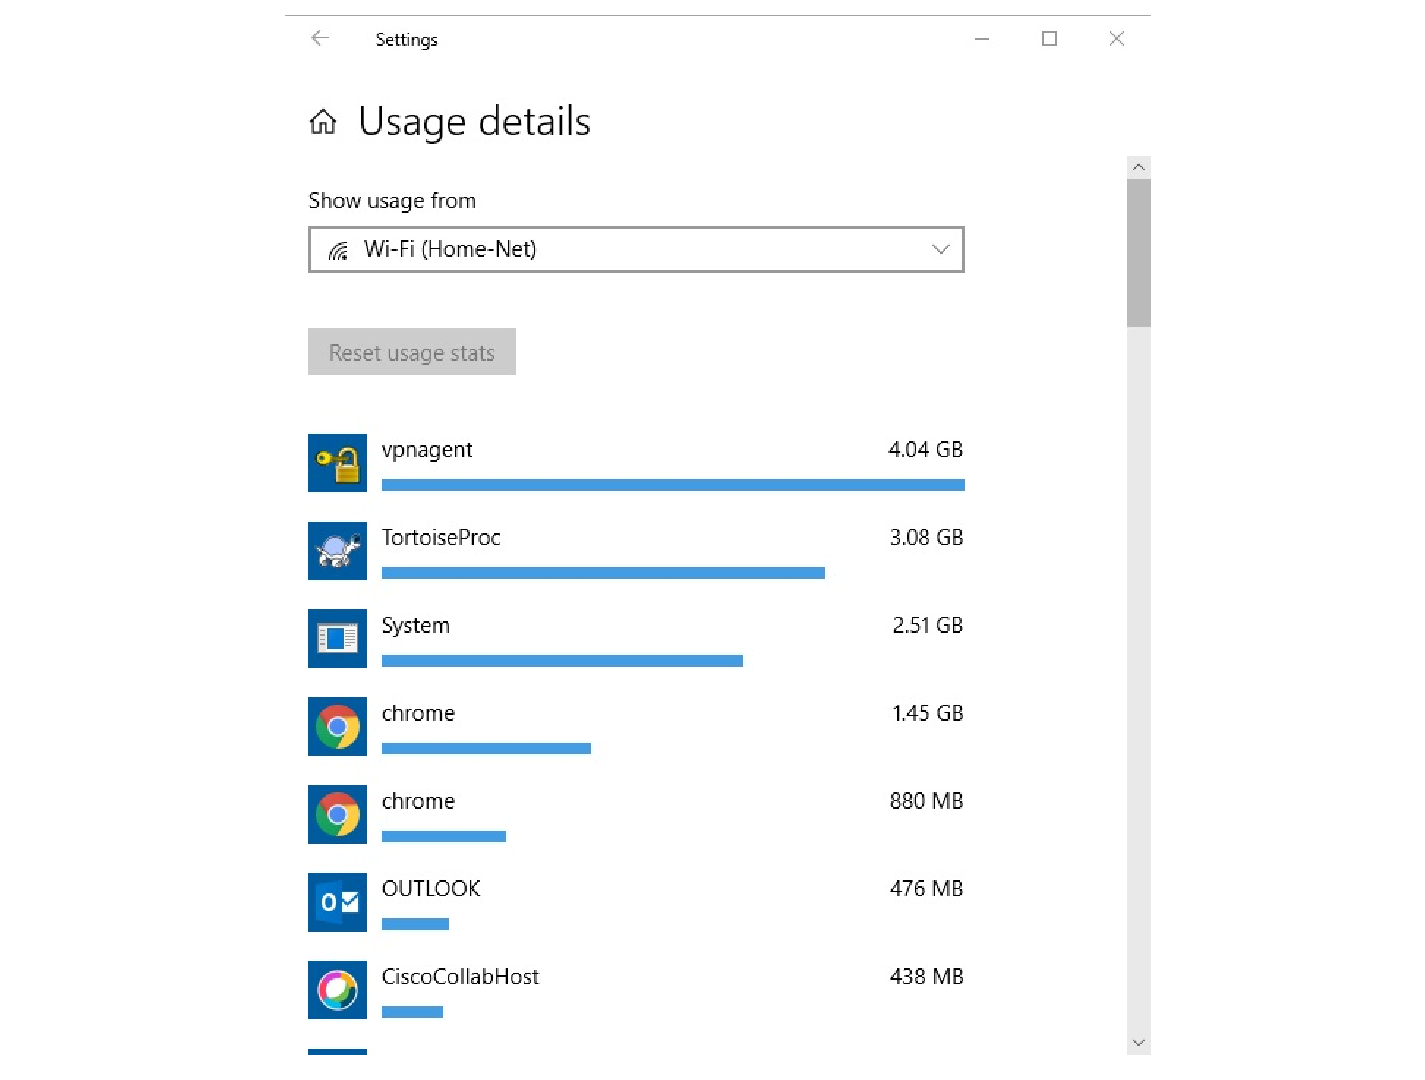 Settings
Usage details
Show usage from
Wi-Fi (Home-Net)
Reset usage stats
vpnagent 4.04 GB
TortoiseProc 3.08 GB
System 2.51 GB
chrome 1.45 GB
chrome 880 MB
OUTLOOK 476 MB
CiscoCollabHost 438 MB